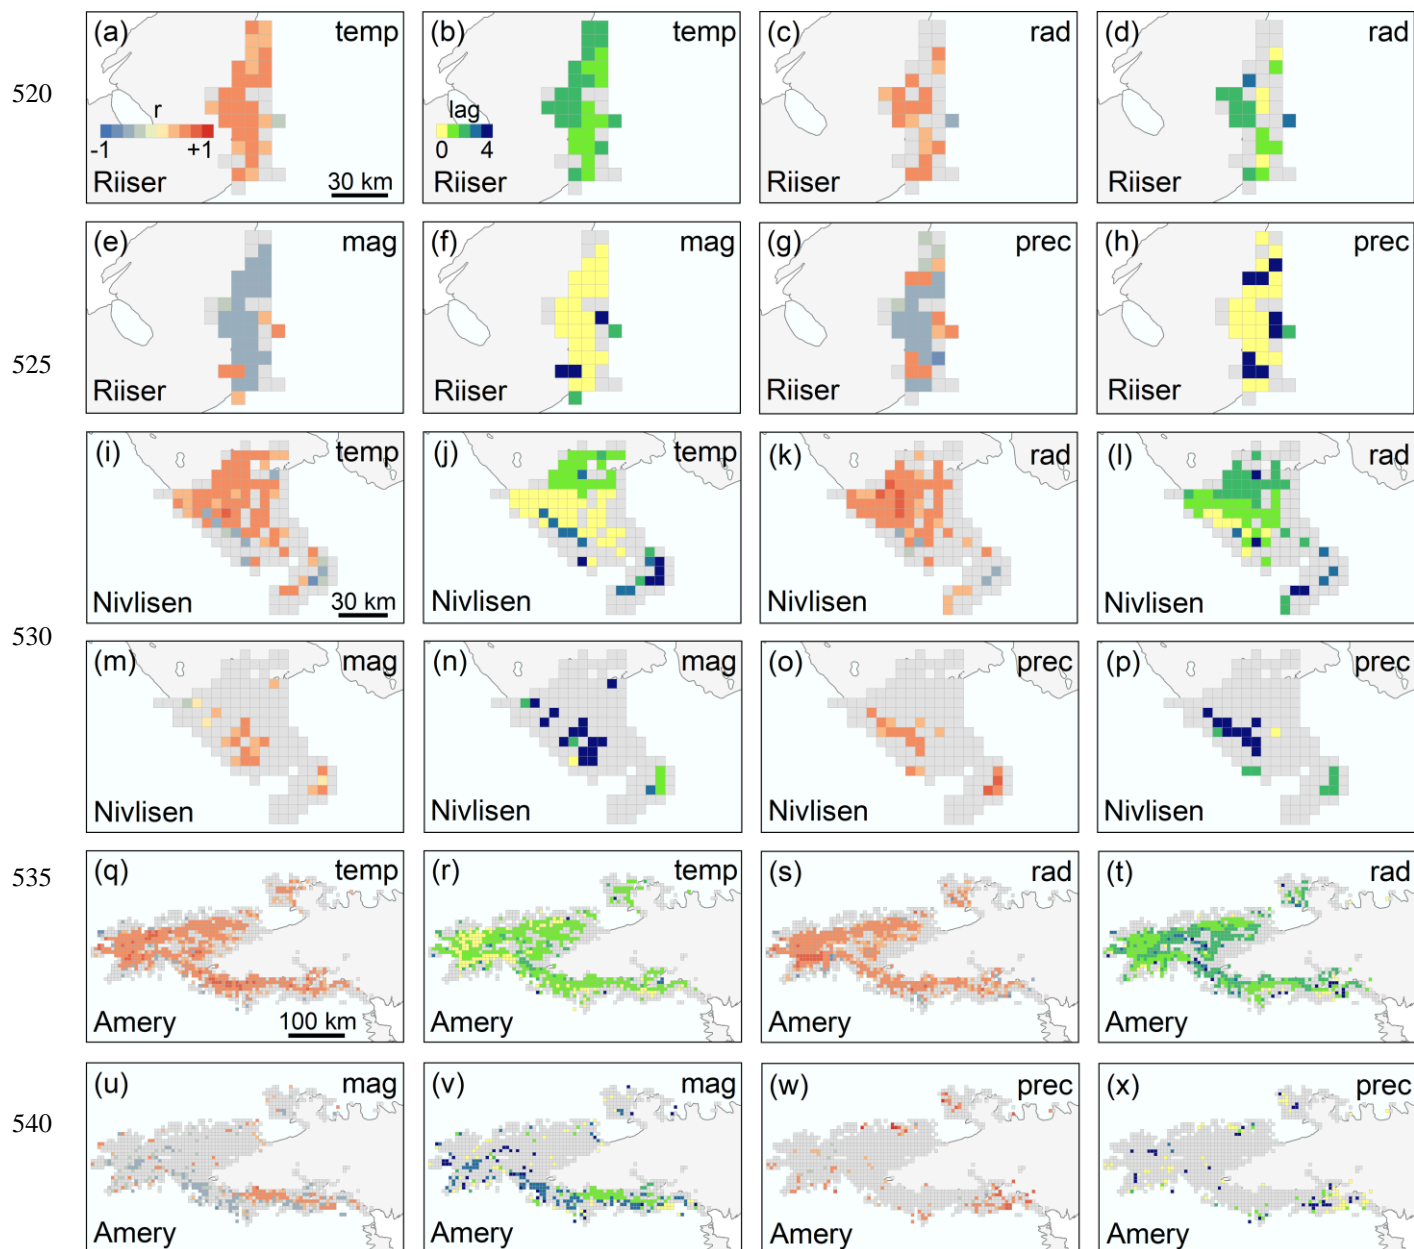 (a) temp (b) temp (c) rad (d) rad
520
r
-1 +1
lag
0 4
Riiser 30 km Riiser Riiser Riiser
(e) mag (f) mag (g) prec (h) prec
525
Riiser Riiser Riiser Riiser
(i) temp (j) temp (k) rad (l) rad
Nivlisen 30 km Nivlisen Nivlisen Nivlisen
530
(m) mag (n) mag (o) prec (p) prec
Nivlisen Nivlisen Nivlisen Nivlisen
535
(q) temp (r) temp (s) rad (t) rad
Amery 100 km Amery Amery Amery
(u) mag (v) mag (w) prec (x) prec
540
Amery Amery Amery Amery